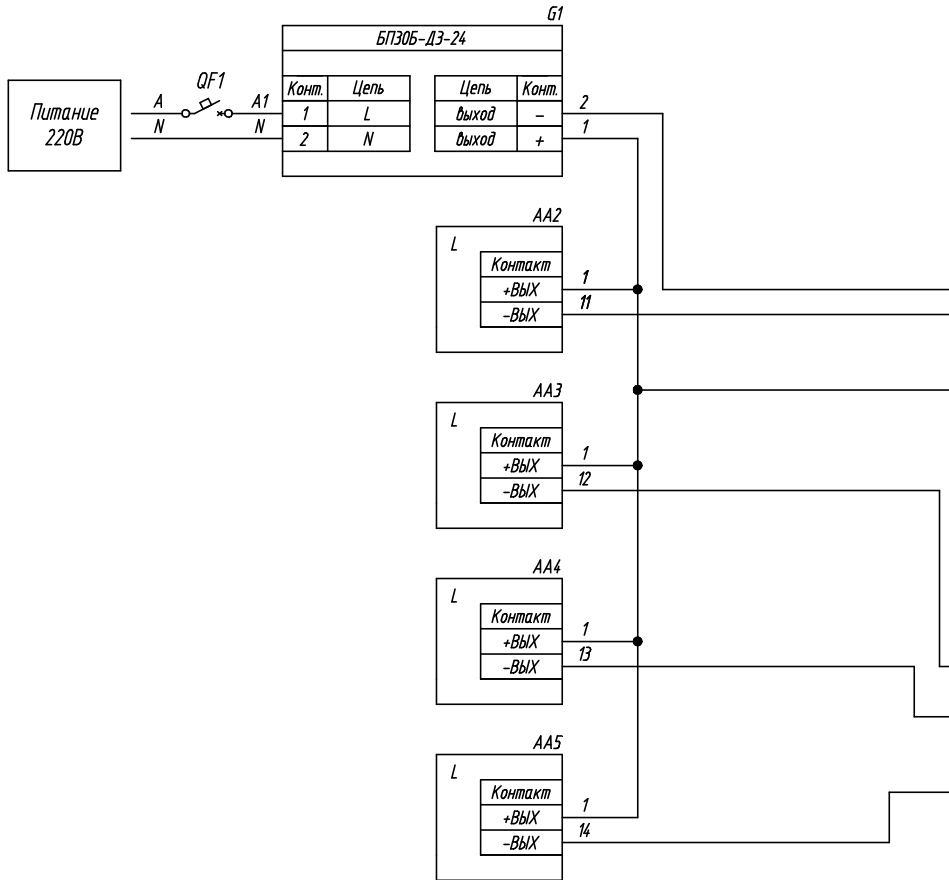 G1
БП30Б-Д3-24
QF1
Питание
220В
A
A1
N
N
Конт.
Цепь
Цепь
Конт.
1
L
выход
–
2
N
выход
+
2
1
AA2
L
Контакт
+ВЫХ
-ВЫХ
1
11
AA3
L
Контакт
+ВЫХ
-ВЫХ
1
12
AA4
L
Контакт
+ВЫХ
-ВЫХ
1
13
AA5
L
Контакт
+ВЫХ
-ВЫХ
1
14